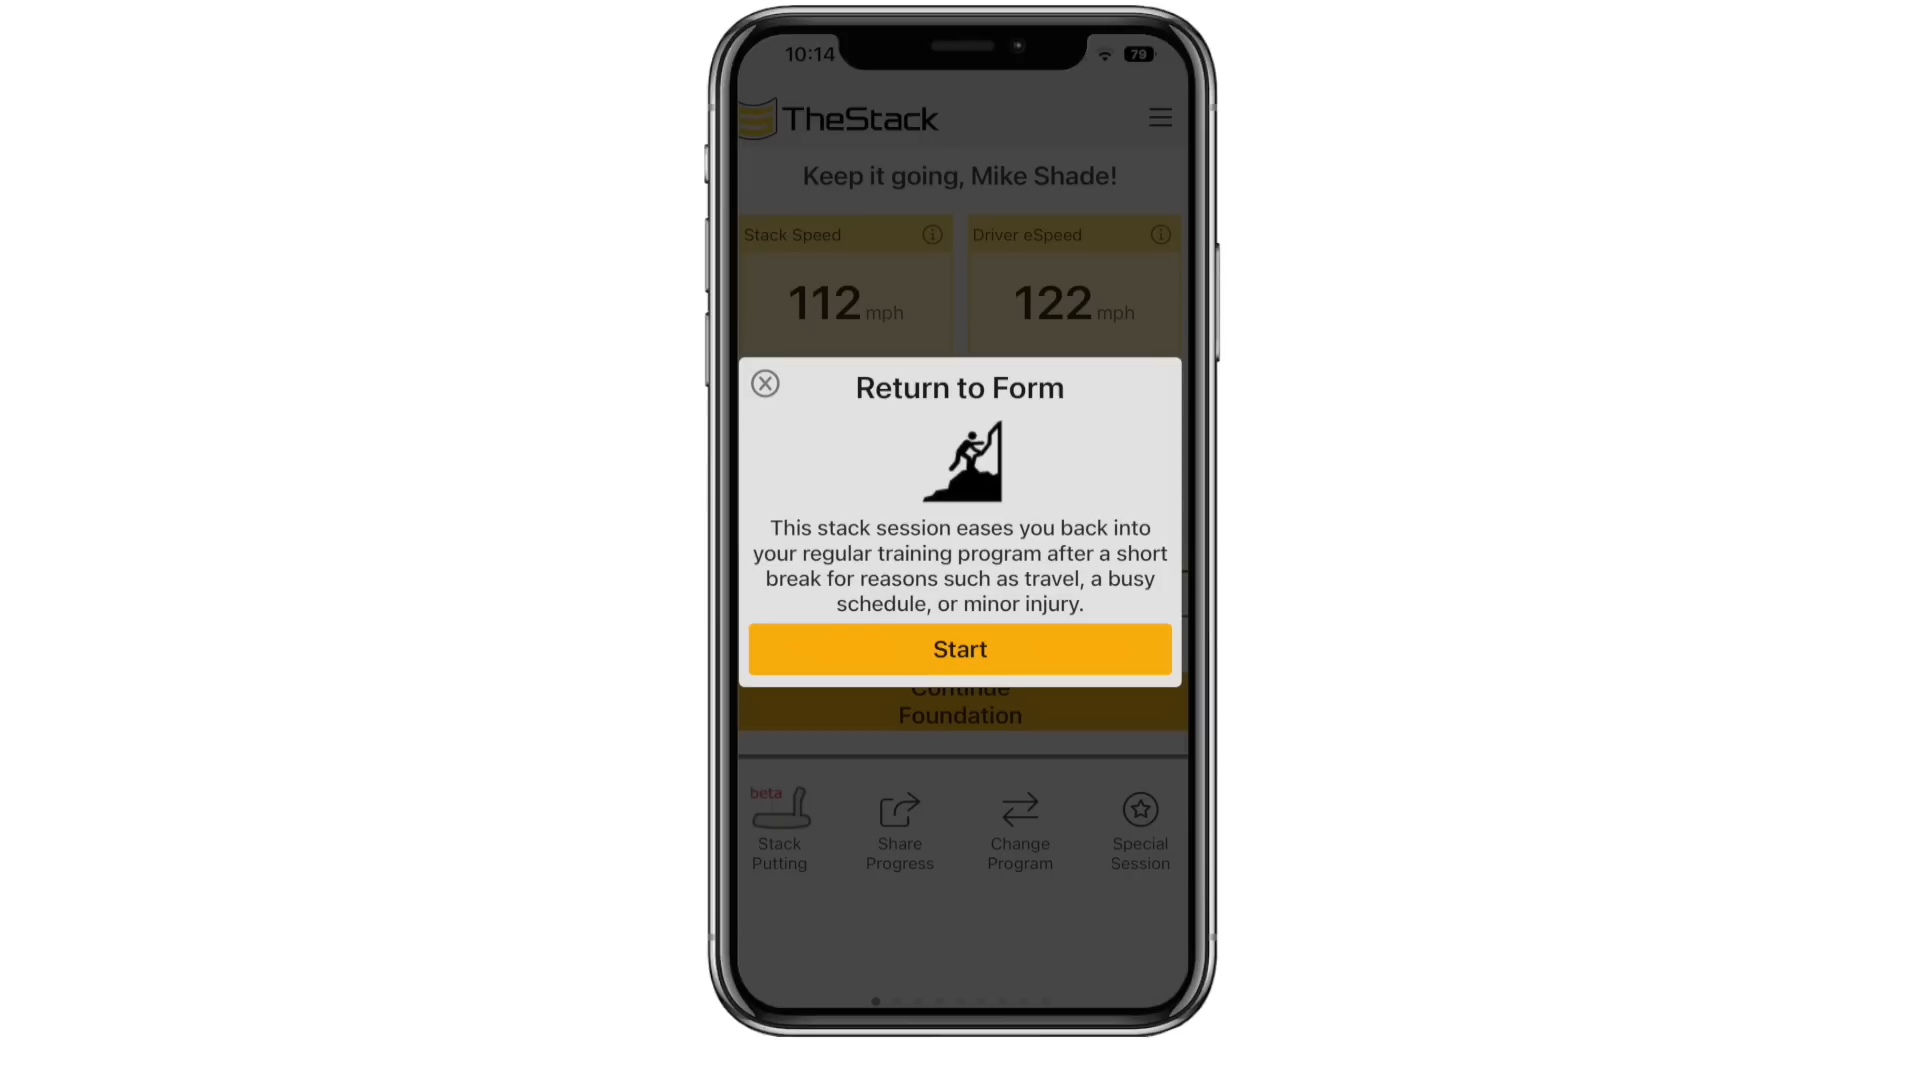 10:14
79
TheStack
Keep it going, Mike Shade!
Stack Speed
Driver eSpeed
112 mph
122 mph
Return to Form
This stack session eases you back into
your regular training program after a short
break for reasons such as travel, a busy
schedule, or minor injury.
Start
Continue
Foundation
beta
Stack
Putting
Share
Progress
Change
Program
Special
Session